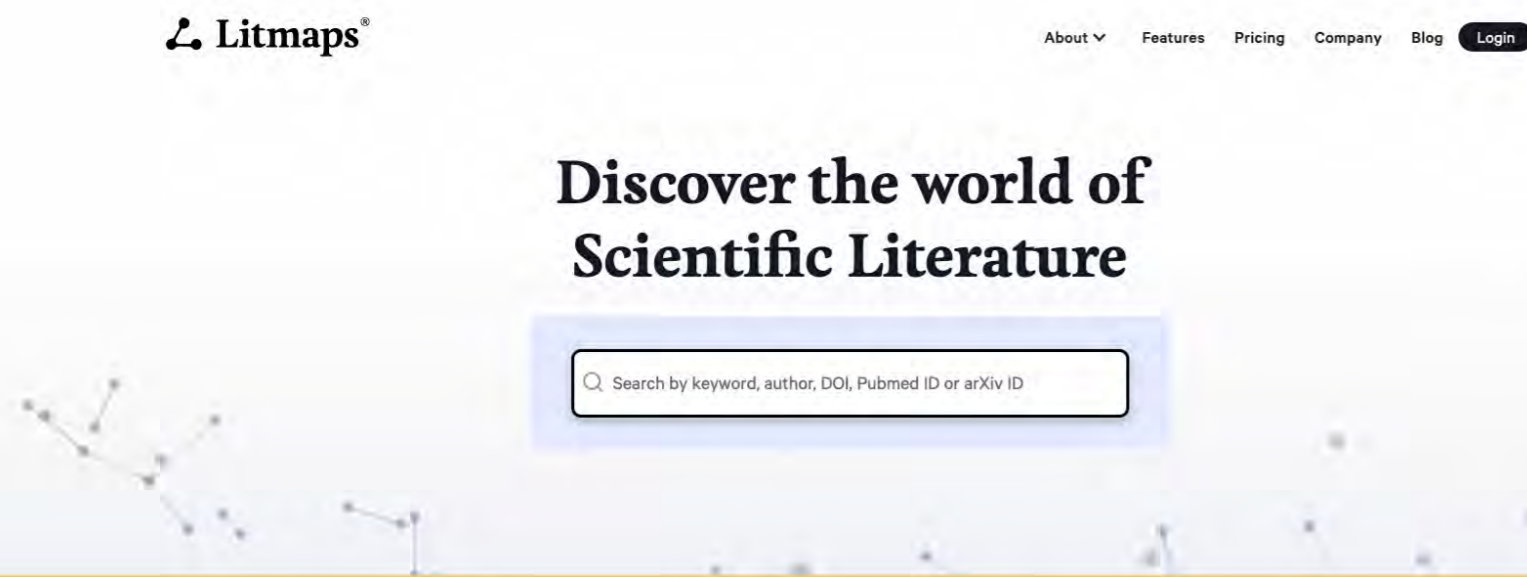 Litmaps®
About Features Pricing Company Blog Login
Discover the world of
Scientific Literature
Search by keyword, author, DOI, Pubmed ID or arXiv ID